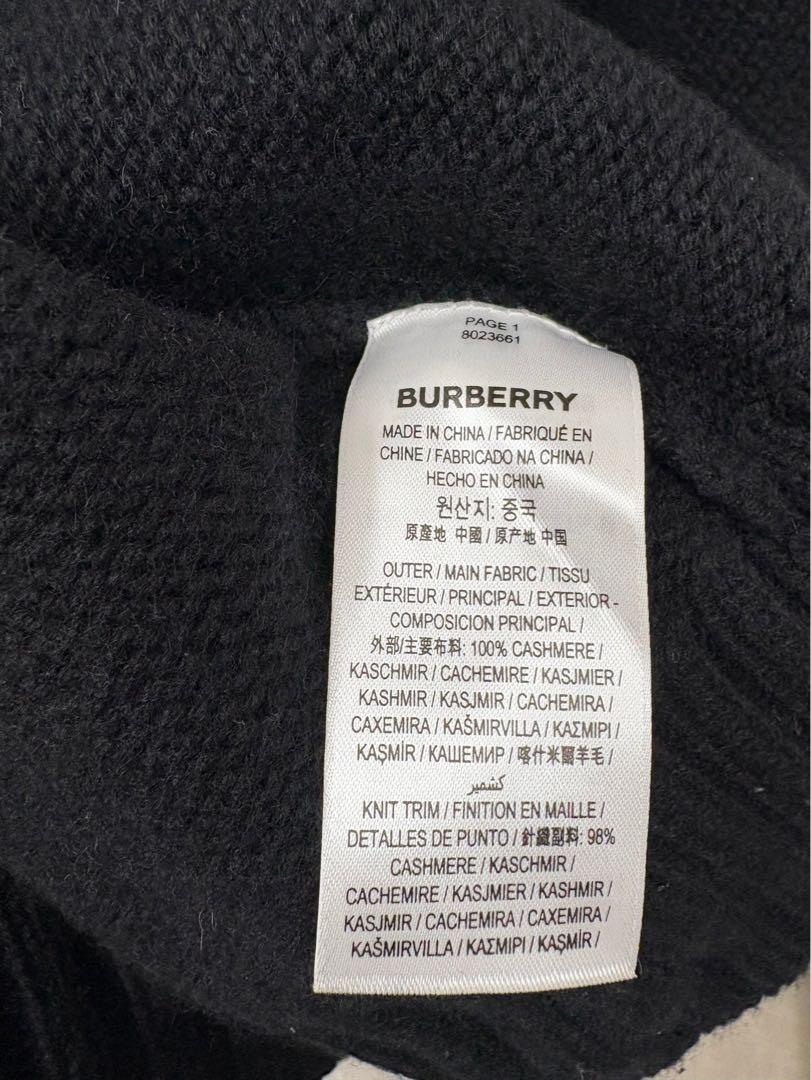 PAGE 1
8023661
BURBERRY
MADE IN CHINA / FABRIQUÉ EN
CHINE / FABRICADO NA CHINA /
HECHO EN CHINA
원산지: 중국
原產地 中國 / 原产地 中国
OUTER / MAIN FABRIC / TISSU
EXTÉRIEUR / PRINCIPAL / EXTERIOR -
COMPOSICION PRINCIPAL /
外部/主要布料: 100% CASHMERE /
KASCHMIR / CACHEMIRE / KASJMIER /
KASHMIR / KASJMIR / CACHEMIRA /
CAXEMIRA / KAŠMIRVILLA / ΚΑΣΜΙΡΙ /
KAŞMİR / КАШЕМИР / 喀什米爾羊毛 /
كشمير
KNIT TRIM / FINITION EN MAILLE /
DETALLES DE PUNTO / 針織副料: 98%
CASHMERE / KASCHMIR /
CACHEMIRE / KASJMIER / KASHMIR /
KASJMIR / CACHEMIRA / CAXEMIRA /
KAŠMIRVILLA / ΚΑΣΜΙΡΙ / KAŞMİR /